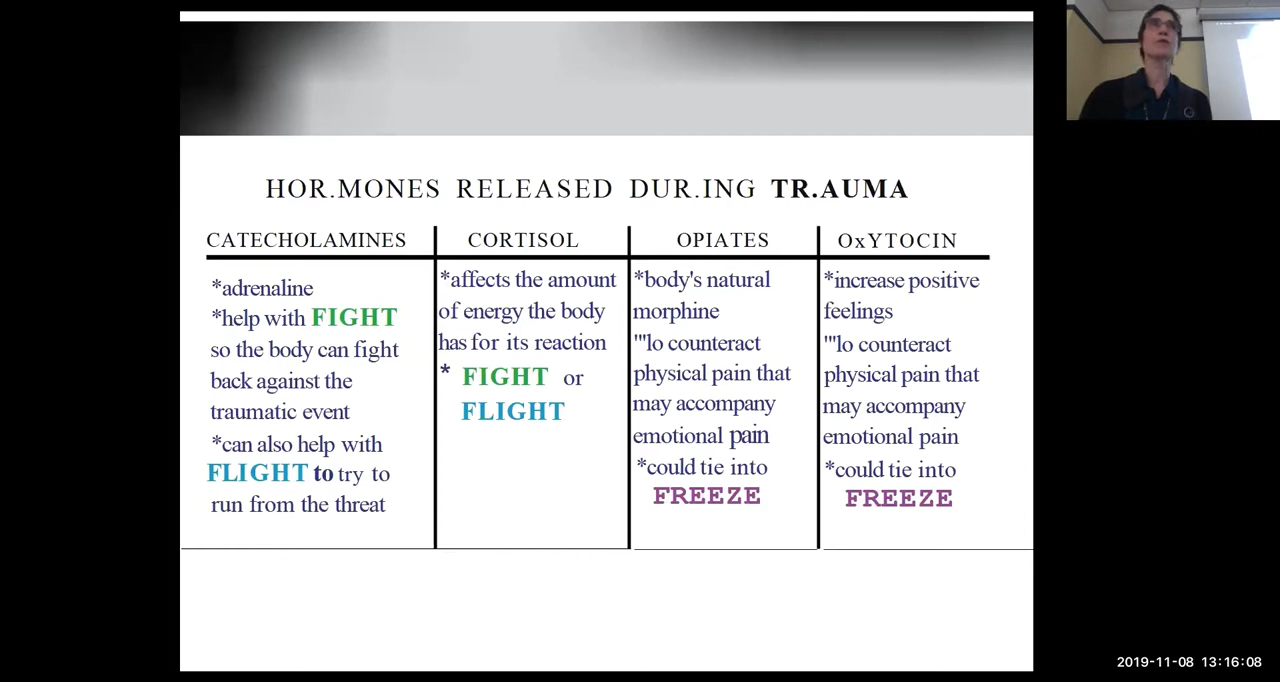 HOR.MONES RELEASED DUR.ING TR.AUMA
CATECHOLAMINES
*adrenaline
*help with FIGHT
so the body can fight
back against the
traumatic event
*can also help with
FLIGHT to try to
run from the threat
CORTISOL
*affects the amount
of energy the body
has for its reaction
* FIGHT or
FLIGHT
OPIATES
*body's natural
morphine
"'lo counteract
physical pain that
may accompany
emotional pain
*could tie into
FREEZE
OxYTOCIN
*increase positive
feelings
"'lo counteract
physical pain that
may accompany
emotional pain
*could tie into
FREEZE
2019-11-08 13:16:08